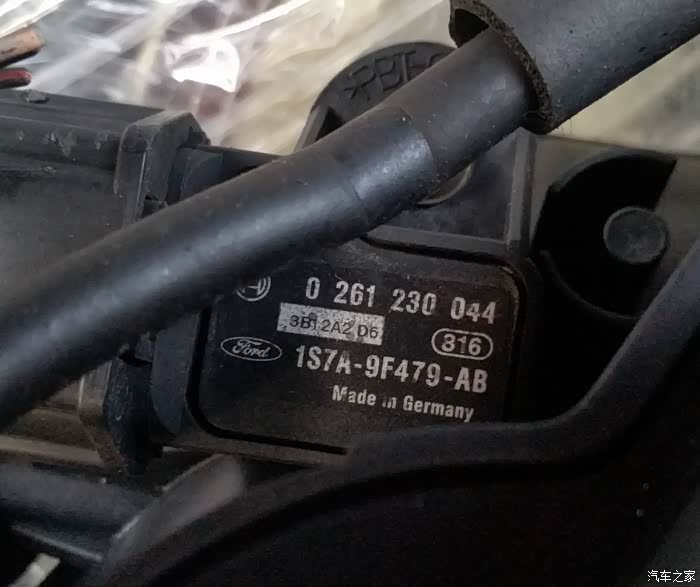 0 261 230 044
3B12A2 D6
316
Ford
1S7A-9F479-AB
Made in Germany
汽车之家